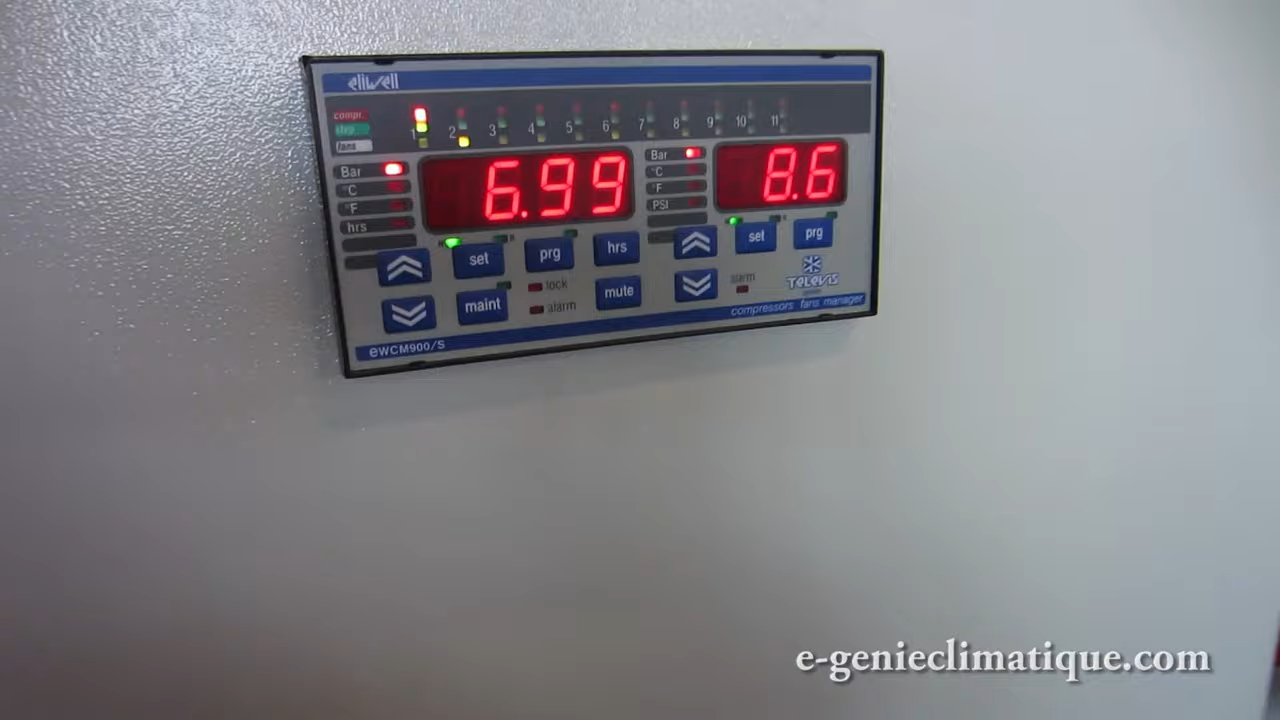 eliwell
compr.
step
fans
1 2 3 4 5 6 7 8 9 10 11
Bar
°C
°F
hrs
6.99
Bar
°C
°F
PSI
8.6
set
prg
hrs
set
prg
maint
lock
alarm
mute
alarm
TELEVIS
compressors fans manager
eWCM900/S
e-genieclimatique.com